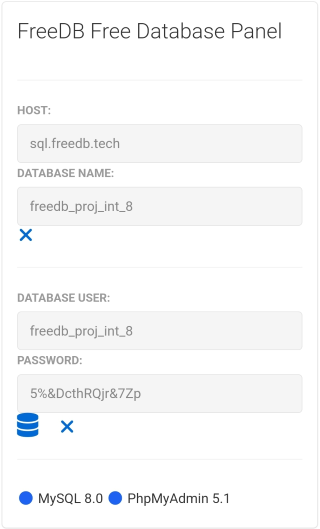 FreeDB Free Database Panel
HOST:
sql.freedb.tech
DATABASE NAME:
freedb_proj_int_8
DATABASE USER:
freedb_proj_int_8
PASSWORD:
5%&DcthRQjr&7Zp
MySQL 8.0 PhpMyAdmin 5.1